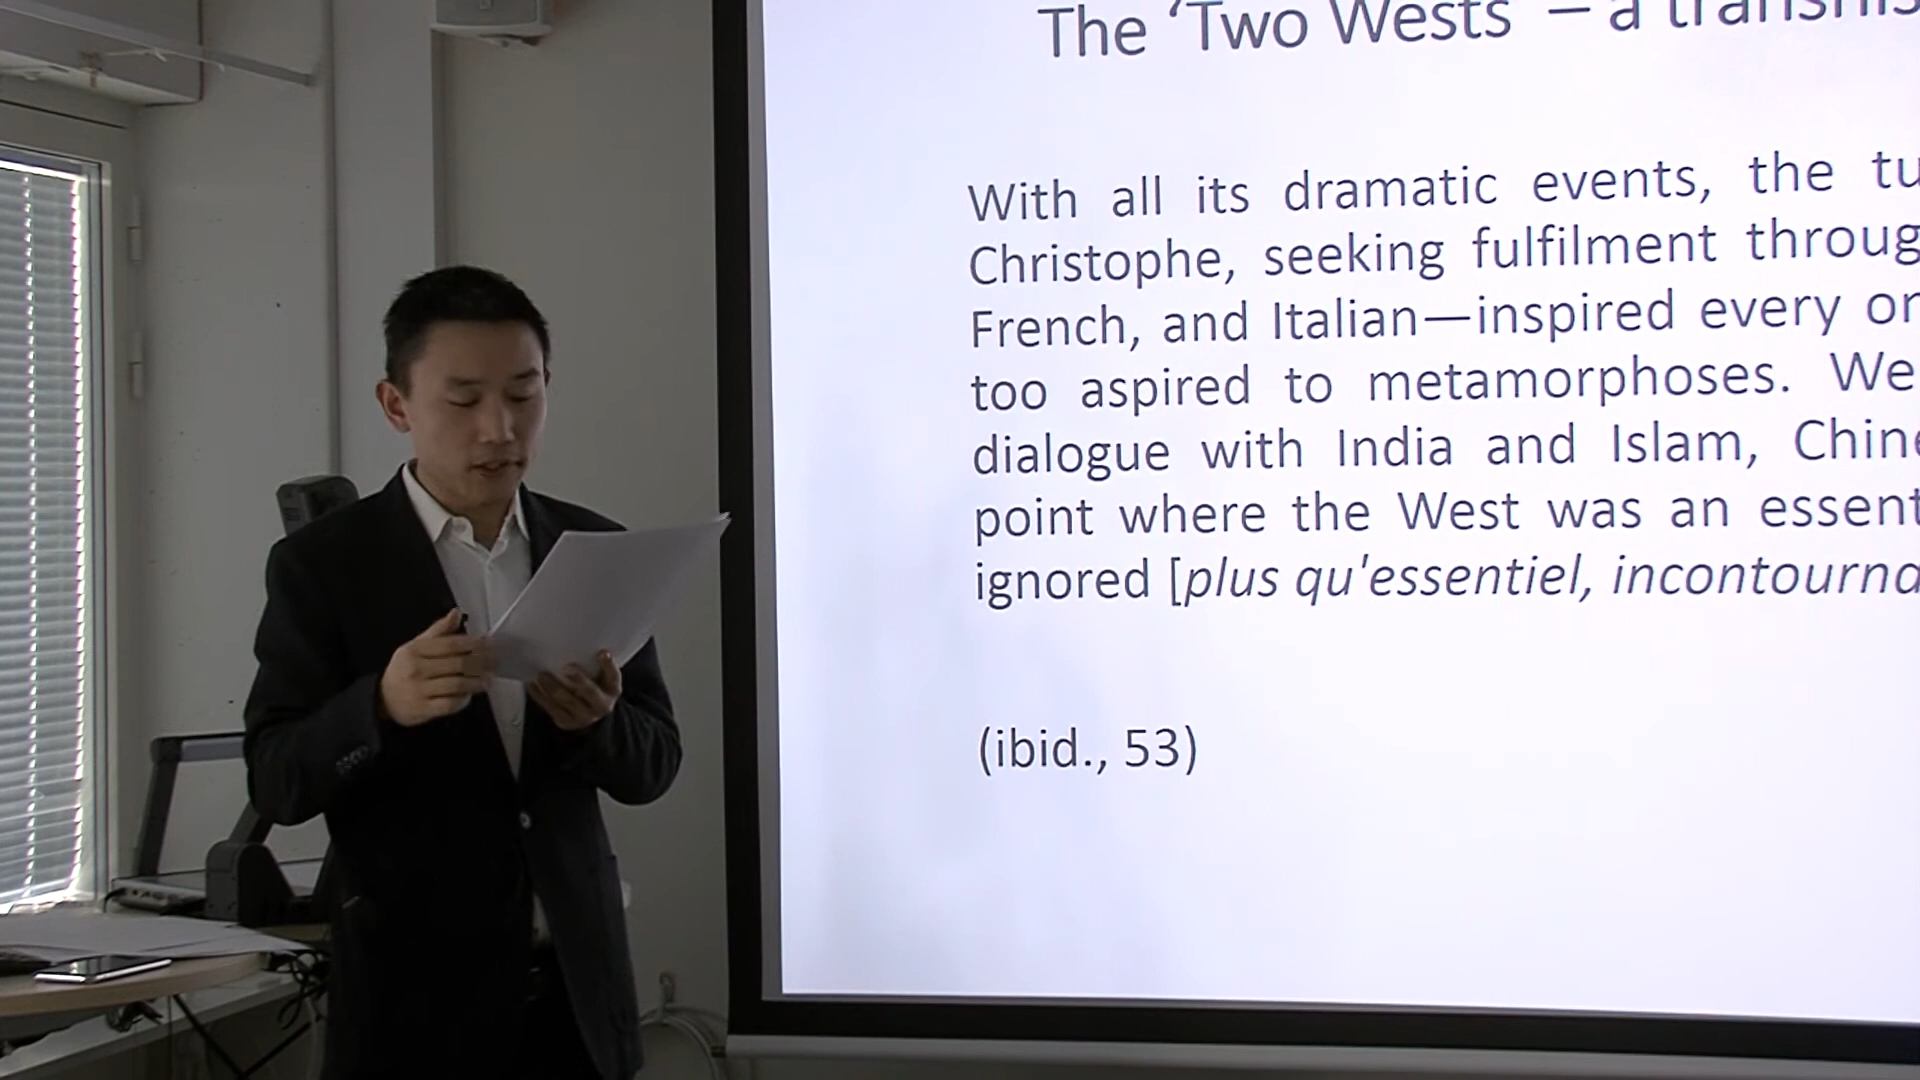 The ‘Two Wests’ – a
With all its dramatic events, the
Christophe, seeking fulfilment
French, and Italian—inspired every
too aspired to metamorphoses. We
dialogue with India and Islam,
point where the West was an
ignored [plus qu'essentiel,
(ibid., 53)